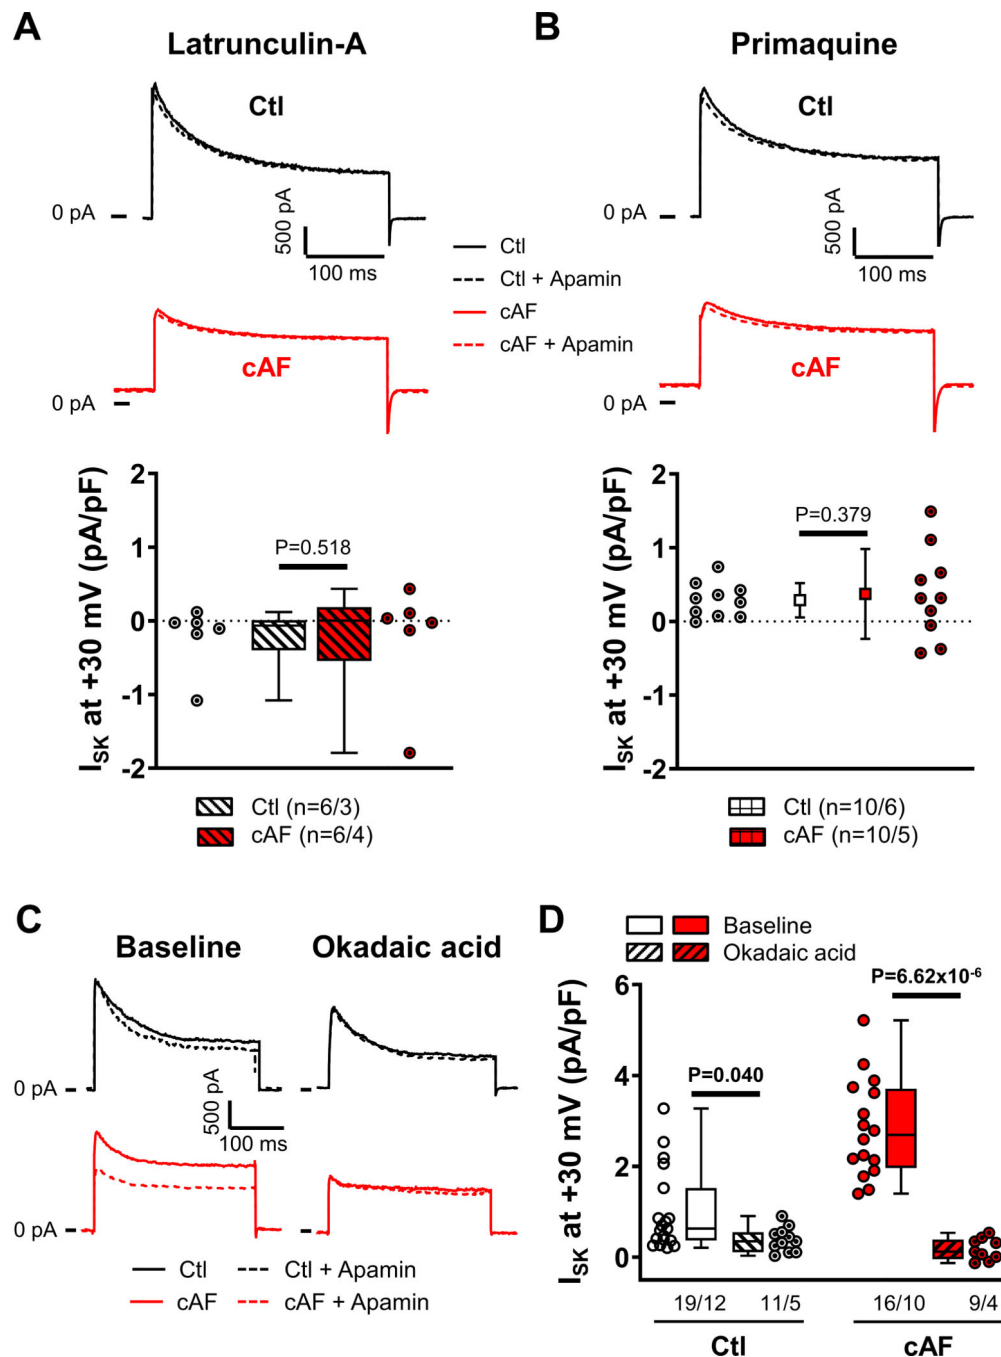 A
Latrunculin-A
Ctl
0 pA
500 pA
100 ms
Ctl
Ctl + Apamin
cAF
cAF + Apamin
cAF
0 pA
I_SK at +30 mV (pA/pF)
2
1
0
-1
-2
P=0.518
Ctl (n=6/3)
cAF (n=6/4)
B
Primaquine
Ctl
0 pA
500 pA
100 ms
cAF
0 pA
I_SK at +30 mV (pA/pF)
2
1
0
-1
-2
P=0.379
Ctl (n=10/6)
cAF (n=10/5)
C
Baseline
Okadaic acid
0 pA
500 pA
100 ms
0 pA
Ctl
Ctl + Apamin
cAF
cAF + Apamin
D
Baseline
Okadaic acid
I_SK at +30 mV (pA/pF)
6
4
2
0
P=0.040
P=6.62x10⁻⁶
19/12
11/5
16/10
9/4
Ctl
cAF